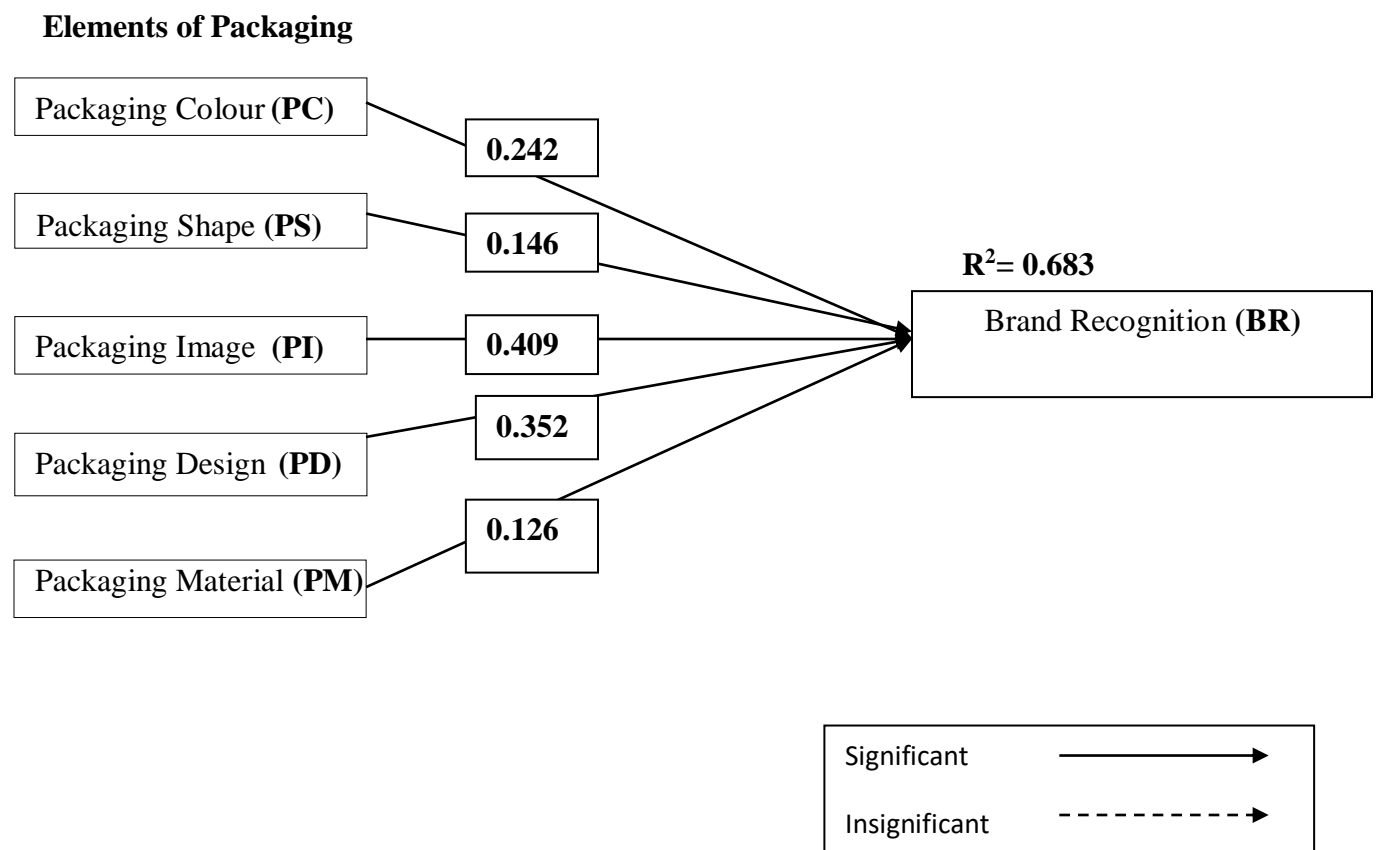 Elements of Packaging
Packaging Colour (PC)
0.242
Packaging Shape (PS)
0.146
R²= 0.683
Brand Recognition (BR)
Packaging Image (PI)
0.409
0.352
Packaging Design (PD)
0.126
Packaging Material (PM)
Significant
Insignificant